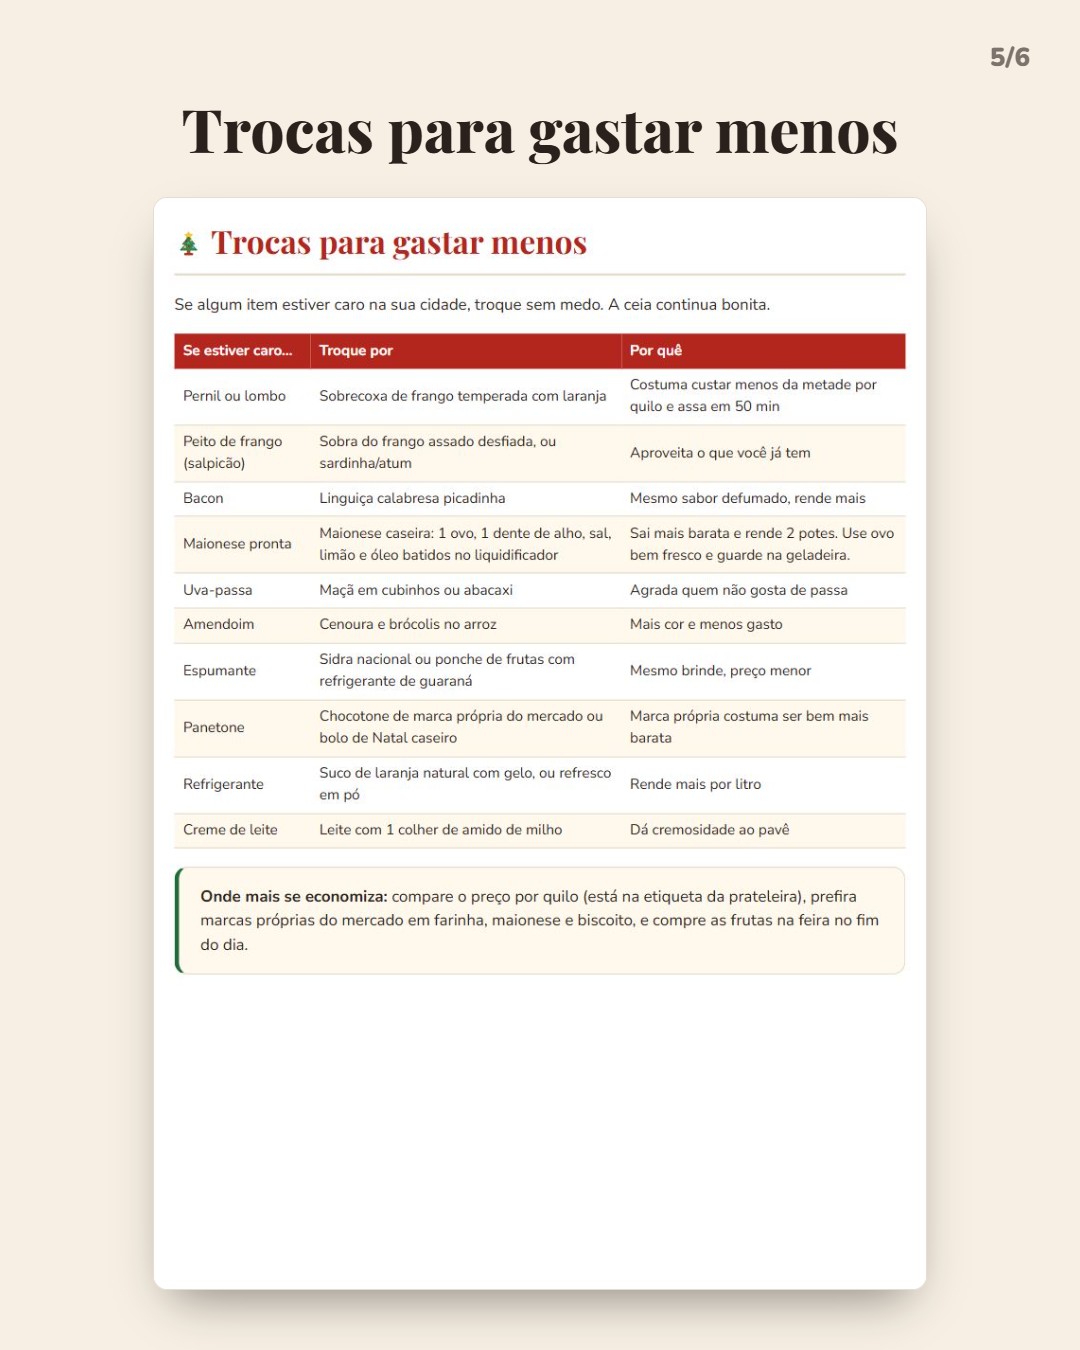 5/6
Trocas para gastar menos
Trocas para gastar menos
Se algum item estiver caro na sua cidade, troque sem medo. A ceia continua bonita.
Se estiver caro... Troque por Por quê
Pernil ou lombo Sobrecoxa de frango temperada com laranja Costuma custar menos da metade por
quilo e assa em 50 min
Peito de frango
(salpicão) Sobra do frango assado desfiada, ou
sardinha/atum Aproveita o que você já tem
Bacon Linguiça calabresa picadinha Mesmo sabor defumado, rende mais
Maionese pronta Maionese caseira: 1 ovo, 1 dente de alho, sal,
limão e óleo batidos no liquidificador Sai mais barata e rende 2 potes. Use ovo
bem fresco e guarde na geladeira.
Uva-passa Maçã em cubinhos ou abacaxi Agrada quem não gosta de passa
Amendoim Cenoura e brócolis no arroz Mais cor e menos gasto
Espumante Sidra nacional ou ponche de frutas com
refrigerante de guaraná Mesmo brinde, preço menor
Panetone Chocotone de marca própria do mercado ou
bolo de Natal caseiro Marca própria costuma ser bem mais
barata
Refrigerante Suco de laranja natural com gelo, ou refresco
em pó Rende mais por litro
Creme de leite Leite com 1 colher de amido de milho Dá cremosidade ao pavê
Onde mais se economiza: compare o preço por quilo (está na etiqueta da prateleira), prefira
marcas próprias do mercado em farinha, maionese e biscoito, e compre as frutas na feira no fim
do dia.